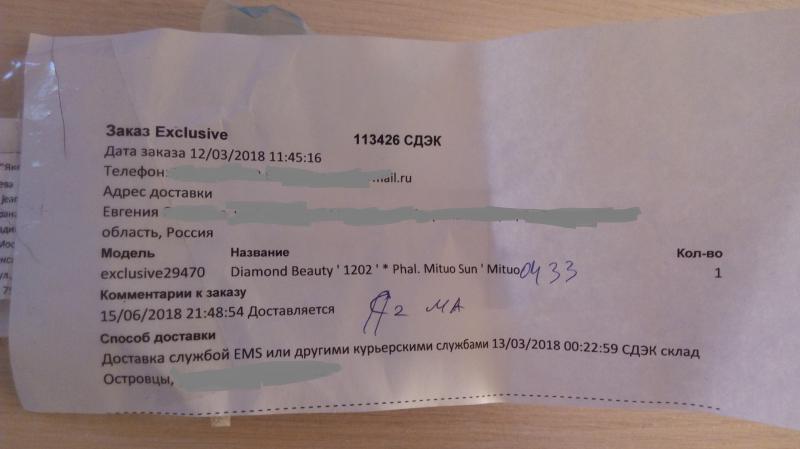 Заказ Exclusive 113426 СДЭК
Дата заказа 12/03/2018 11:45:16
Телефон: mail.ru
Адрес доставки
Евгения
область, Россия
Модель Название Кол-во
exclusive29470 Diamond Beauty ' 1202 ' * Phal. Mituo Sun ' Mituo 0433 1
Комментарии к заказу
15/06/2018 21:48:54 Доставляется
2 МА
Способ доставки
Доставка службой EMS или другими курьерскими службами 13/03/2018 00:22:59 СДЭК склад
Островцы,